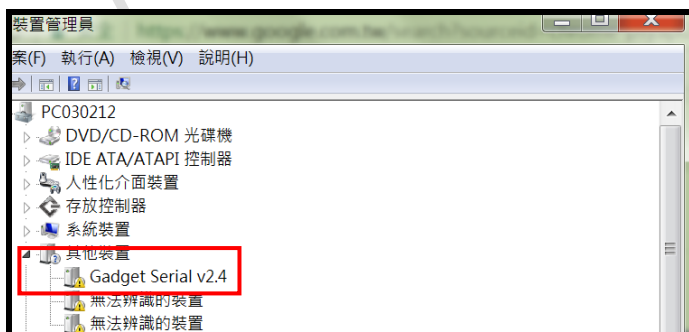 裝置管理員
案(F) 執行(A) 檢視(V) 說明(H)
PC030212
DVD/CD-ROM 光碟機
IDE ATA/ATAPI 控制器
人性化介面裝置
存放控制器
系統裝置
其他裝置
Gadget Serial v2.4
無法辨識的裝置
無法辨識的裝置